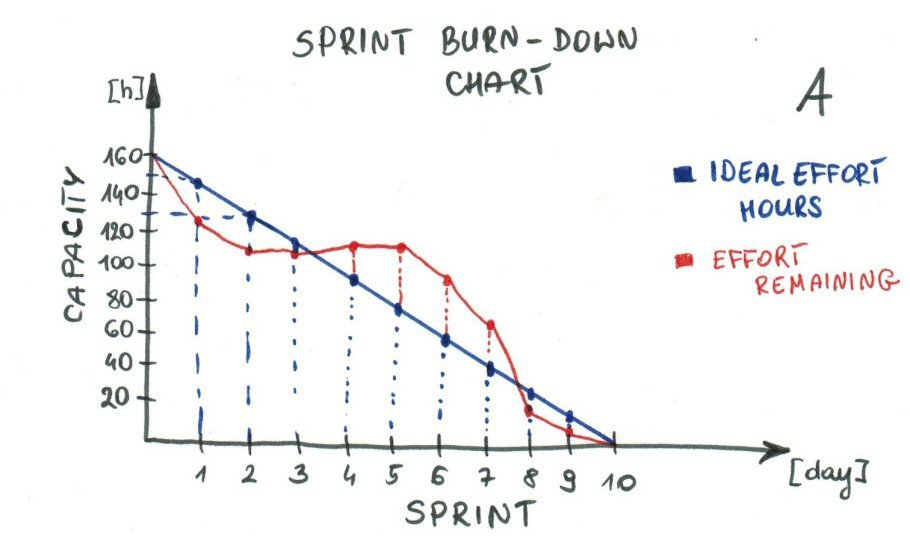 SPRINT BURN-DOWN
CHART
A
[h]
160
140
120
100
80
60
40
20
CAPACITY
IDEAL EFFORT
HOURS
EFFORT
REMAINING
1 2 3 4 5 6 7 8 9 10
[day]
SPRINT